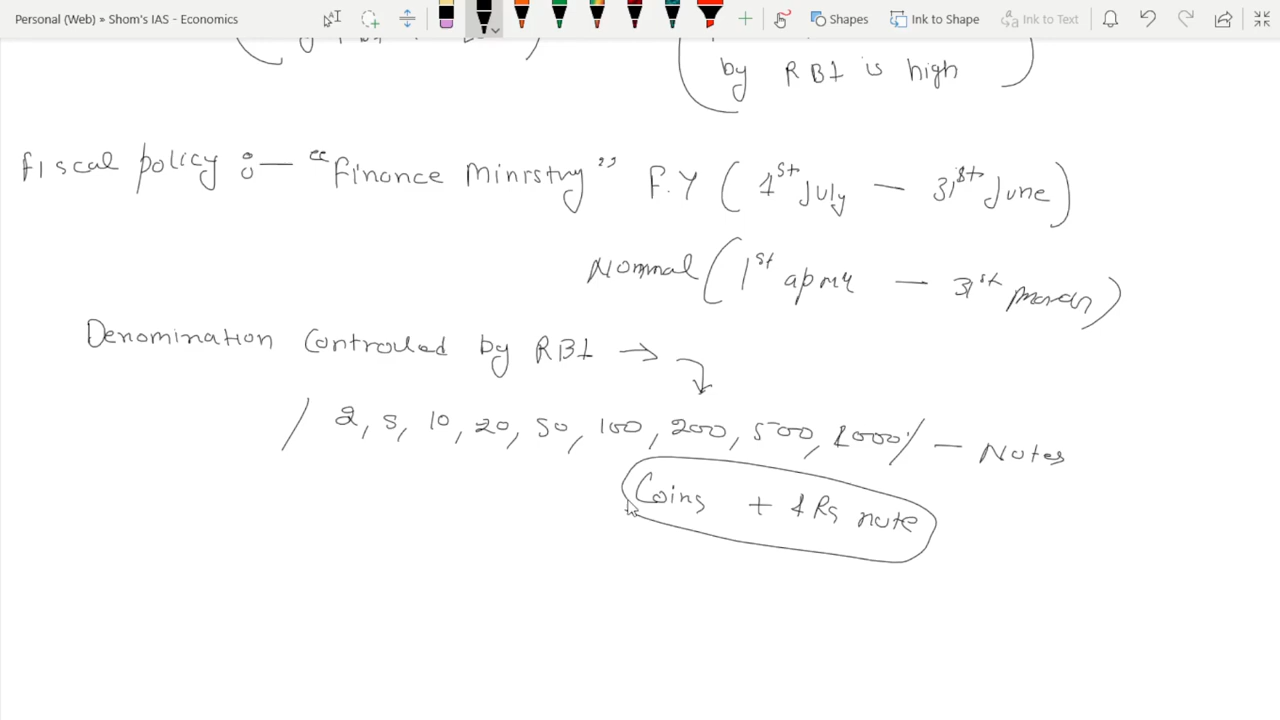 Personal (Web) » Shom's IAS - Economics
Shapes
Ink to Shape
Ink to Text
by RBI is high
Fiscal policy :— "Finance Ministry" F.Y (1st July — 31st June)
Normal (1st april — 31st march)
Denomination Controlled by RBI →
/ 2, 5, 10, 20, 50, 100, 200, 500, 2000/ — Notes
Coins + 1 Rs note